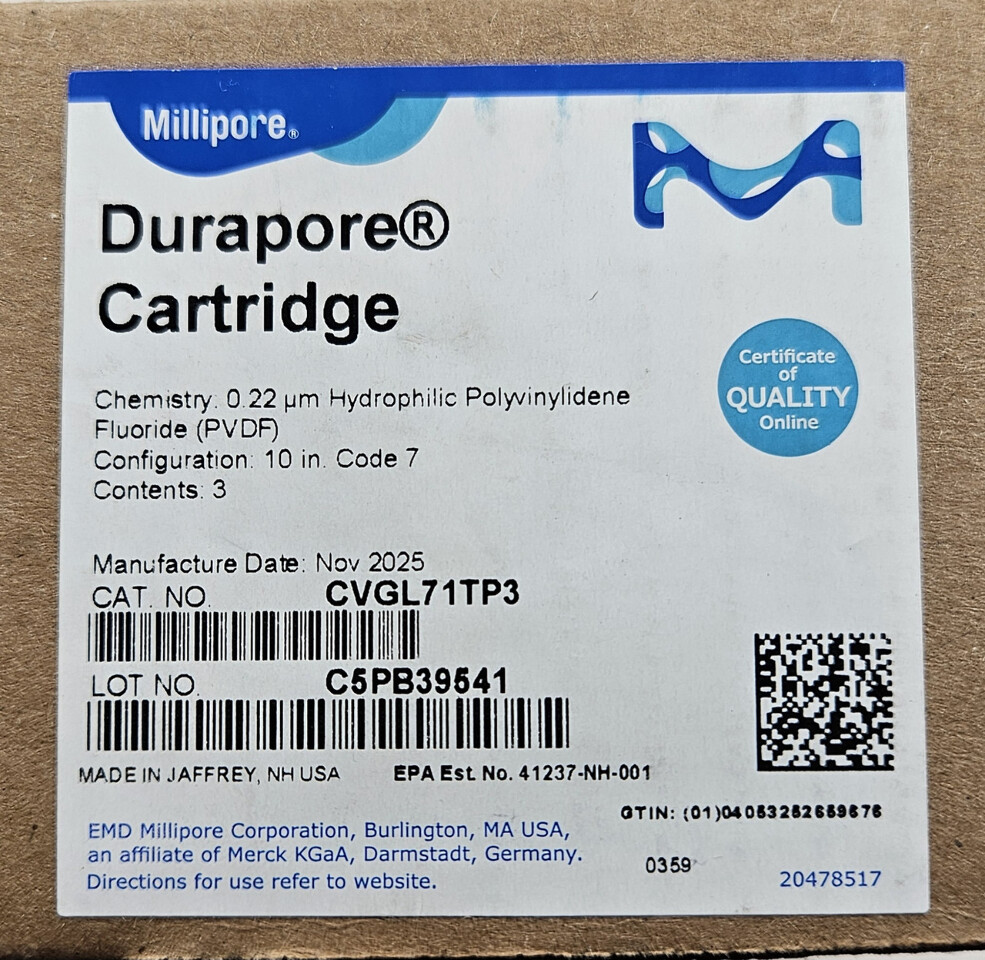 Millipore®
Durapore®
Cartridge
Certificate
of
QUALITY
Online
Chemistry: 0.22 µm Hydrophilic Polyvinylidene
Fluoride (PVDF)
Configuration: 10 in. Code 7
Contents: 3
Manufacture Date: Nov 2025
CAT. NO. CVGL71TP3
LOT NO. C5PB39541
MADE IN JAFFREY, NH USA EPA Est. No. 41237-NH-001
GTIN: (01)04053252659676
EMD Millipore Corporation, Burlington, MA USA,
an affiliate of Merck KGaA, Darmstadt, Germany.
Directions for use refer to website.
0359
20478517